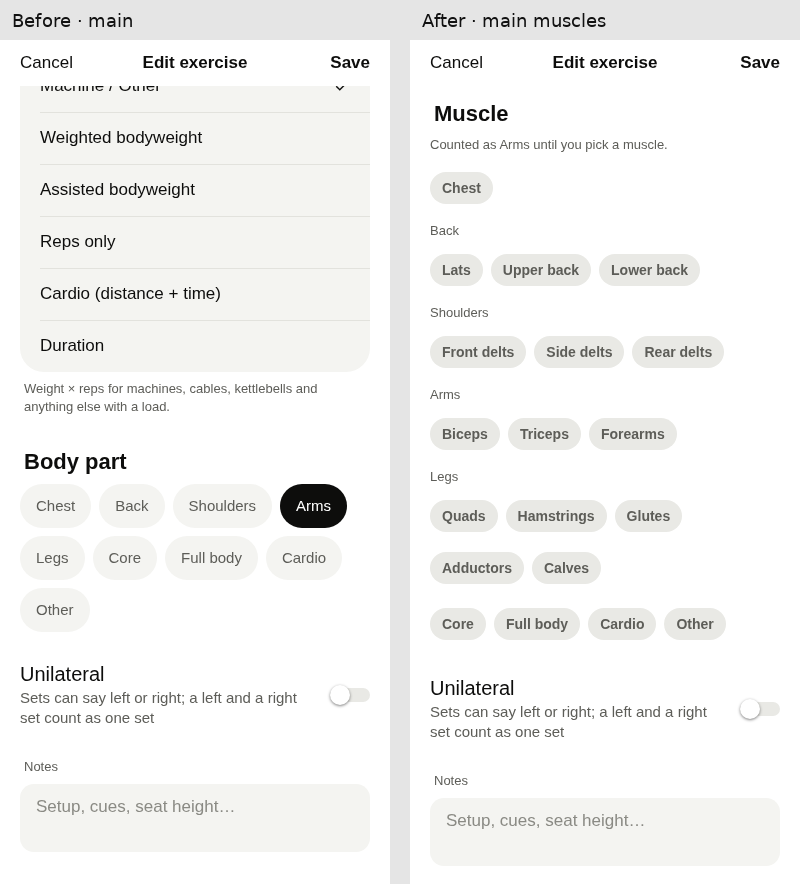 Before · main
Cancel
Edit exercise
Save
Machine / Other
Weighted bodyweight
Assisted bodyweight
Reps only
Cardio (distance + time)
Duration
Weight × reps for machines, cables, kettlebells and
anything else with a load.
Body part
Chest
Back
Shoulders
Arms
Legs
Core
Full body
Cardio
Other
Unilateral
Sets can say left or right; a left and a right
set count as one set
Notes
Setup, cues, seat height…
After · main muscles
Cancel
Edit exercise
Save
Muscle
Counted as Arms until you pick a muscle.
Chest
Back
Lats
Upper back
Lower back
Shoulders
Front delts
Side delts
Rear delts
Arms
Biceps
Triceps
Forearms
Legs
Quads
Hamstrings
Glutes
Adductors
Calves
Core
Full body
Cardio
Other
Unilateral
Sets can say left or right; a left and a right
set count as one set
Notes
Setup, cues, seat height…